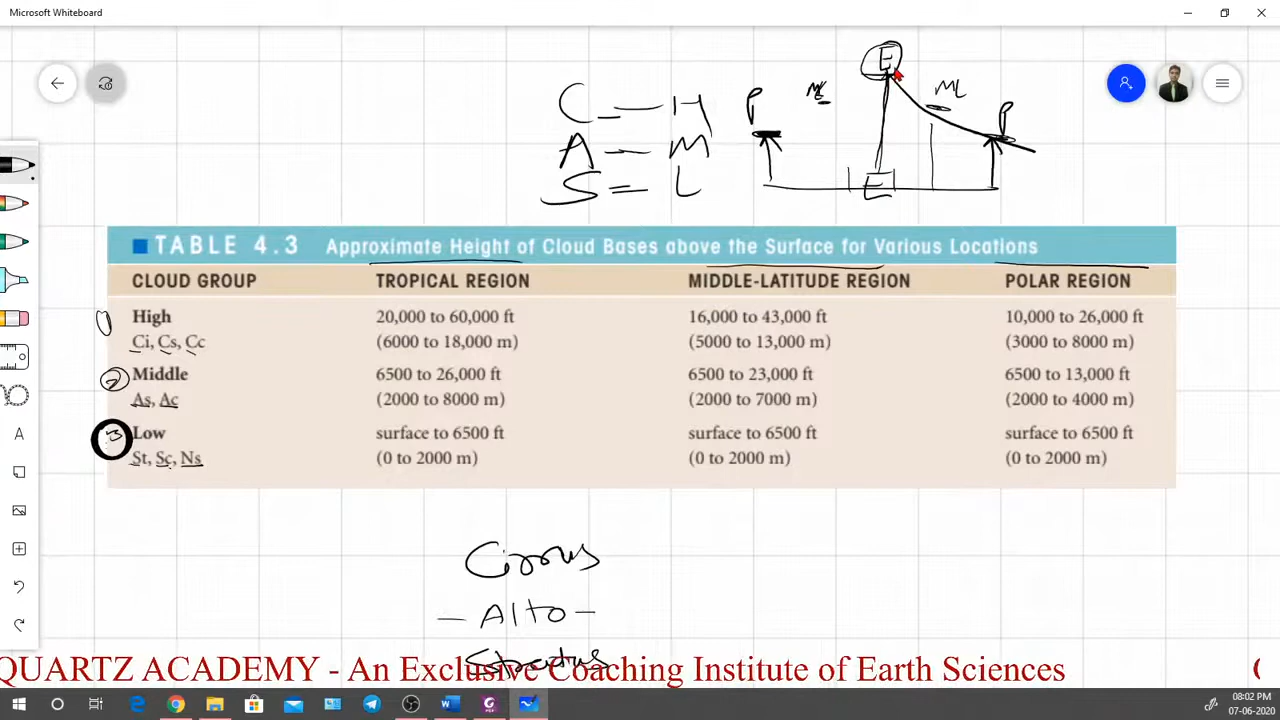 Microsoft Whiteboard
C — H
A — M
S = L
P
ML
E
ML
P
E
TABLE 4.3 Approximate Height of Cloud Bases above the Surface for Various Locations
CLOUD GROUP TROPICAL REGION MIDDLE-LATITUDE REGION POLAR REGION
1 High 20,000 to 60,000 ft 16,000 to 43,000 ft 10,000 to 26,000 ft
Ci, Cs, Cc (6000 to 18,000 m) (5000 to 13,000 m) (3000 to 8000 m)
2 Middle 6500 to 26,000 ft 6500 to 23,000 ft 6500 to 13,000 ft
As, Ac (2000 to 8000 m) (2000 to 7000 m) (2000 to 4000 m)
3 Low surface to 6500 ft surface to 6500 ft surface to 6500 ft
St, Sc, Ns (0 to 2000 m) (0 to 2000 m) (0 to 2000 m)
A
Cirrus
— Alto —
Stratus
QUARTZ ACADEMY - An Exclusive Coaching Institute of Earth Sciences
08:02 PM
07-06-2020